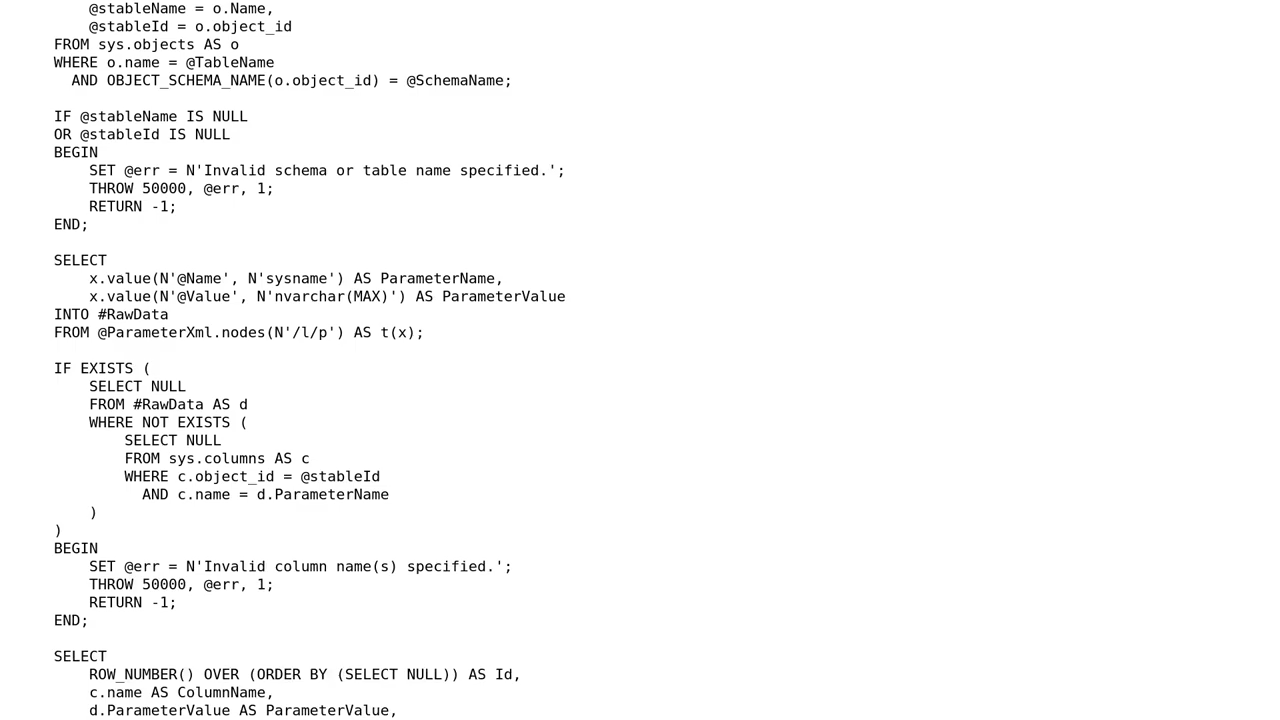 @stableName = o.Name,
@stableId = o.object_id
FROM sys.objects AS o
WHERE o.name = @TableName
AND OBJECT_SCHEMA_NAME(o.object_id) = @SchemaName;
IF @stableName IS NULL
OR @stableId IS NULL
BEGIN
SET @err = N'Invalid schema or table name specified.';
THROW 50000, @err, 1;
RETURN -1;
END;
SELECT
x.value(N'@Name', N'sysname') AS ParameterName,
x.value(N'@Value', N'nvarchar(MAX)') AS ParameterValue
INTO #RawData
FROM @ParameterXml.nodes(N'/l/p') AS t(x);
IF EXISTS (
SELECT NULL
FROM #RawData AS d
WHERE NOT EXISTS (
SELECT NULL
FROM sys.columns AS c
WHERE c.object_id = @stableId
AND c.name = d.ParameterName
)
)
BEGIN
SET @err = N'Invalid column name(s) specified.';
THROW 50000, @err, 1;
RETURN -1;
END;
SELECT
ROW_NUMBER() OVER (ORDER BY (SELECT NULL)) AS Id,
c.name AS ColumnName,
d.ParameterValue AS ParameterValue,